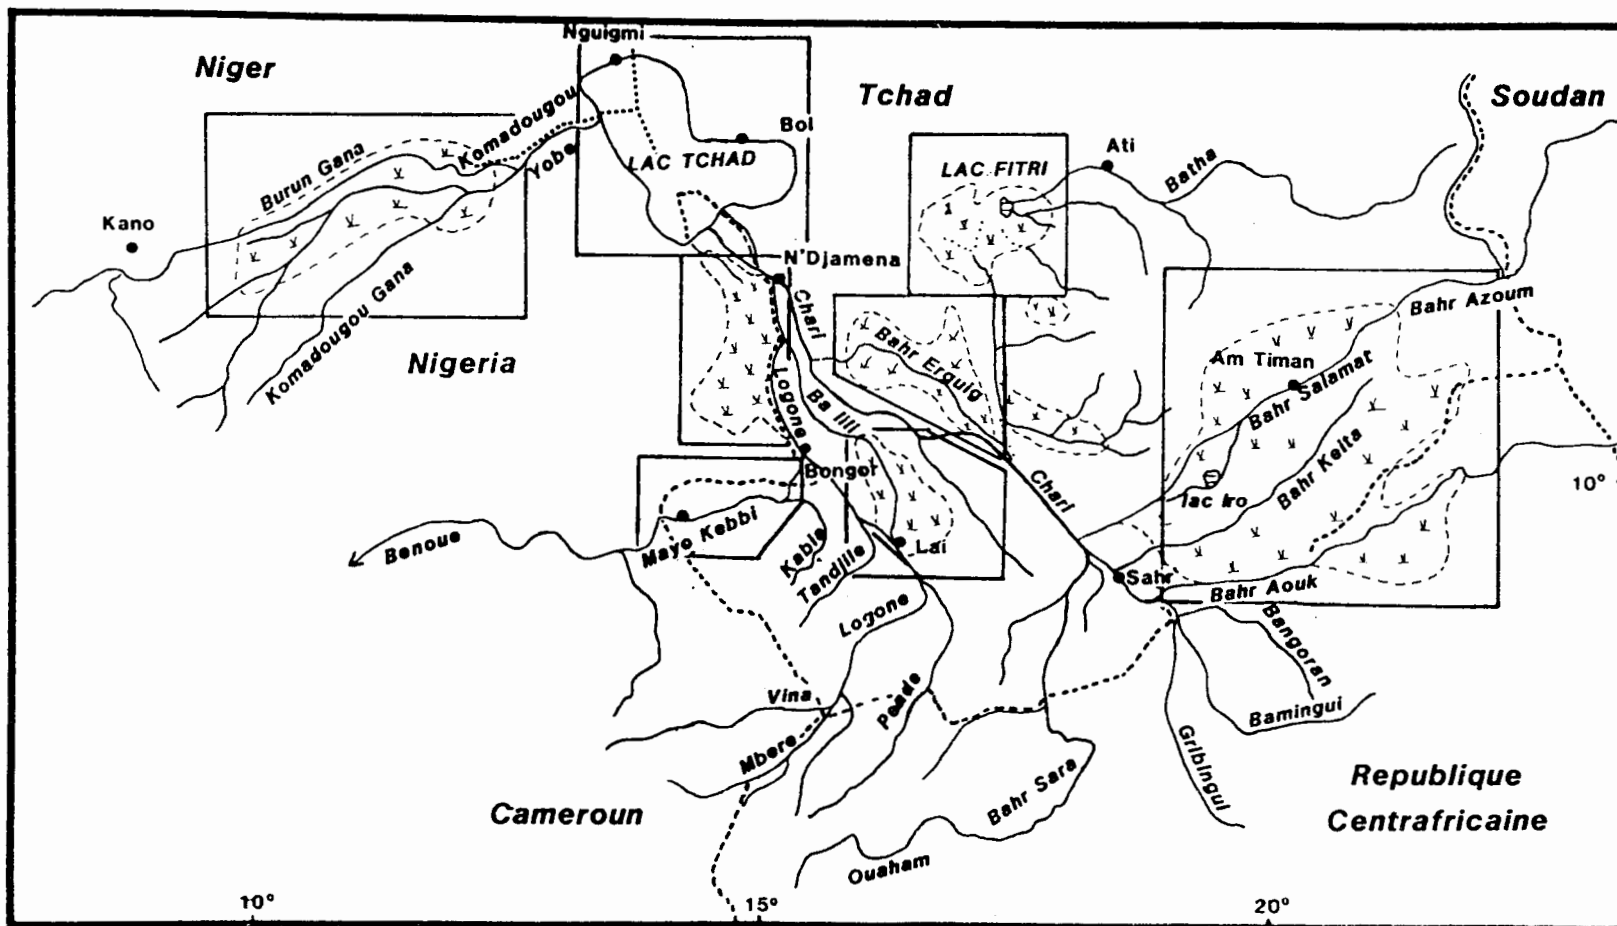 Nguigmi
Niger
Tchad
Soudan
Komadougou
Bol
Yobe
LAC TCHAD
Burun Gana
Ati
LAC FITRI
Batha
Kano
N'Djamena
Chari
Bahr Azoum
Komadougou Gana
Nigeria
Bahr Erguig
Am Timan
Bahr Salamat
Logone
Ba Illi
Bahr Keita
Bongor
Chari
lac Iro
10°
Benoue
Mayo Kebbi
Kabie
Tandjile
Lai
Sahr
Bahr Aouk
Logone
Bangoran
Vina
Pende
Bamingui
Mbere
Gribingui
Bahr Sara
Republique
Centrafricaine
Cameroun
Ouaham
10°
15°
20°